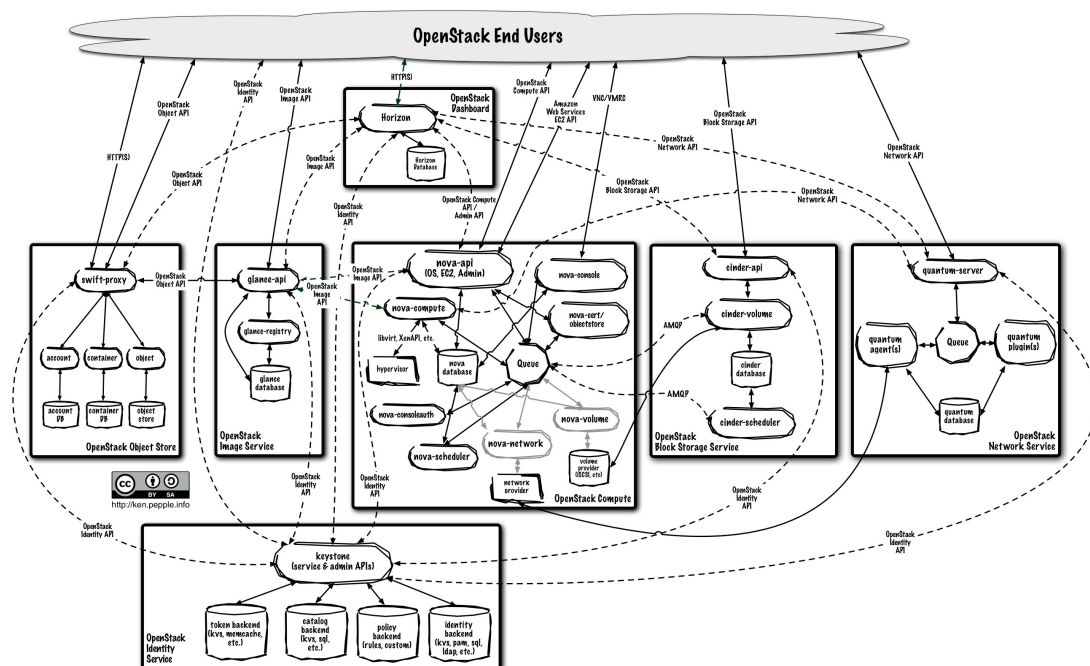 OpenStack End Users
HTTP(S)
OpenStack
Object API
OpenStack
Identity
API
OpenStack
Image API
HTTP(S)
OpenStack
Compute API
Amazon
Web Services
EC2 API
VNC/VMRC
OpenStack
Block Storage API
OpenStack
Network API
OpenStack
Dashboard
Horizon
Horizon
Database
OpenStack
Object API
OpenStack
Image API
OpenStack
Identity
API
OpenStack Compute
API /
Admin API
OpenStack
Block Storage API
OpenStack
Network API
OpenStack
Network API
swift-proxy
account
container
object
account
DB
container
DB
object
store
OpenStack Object Store
OpenStack
Object API
glance-api
glance-registry
glance
database
OpenStack
Image Service
OpenStack
Image API
OpenStack
Image API
nova-api
(OS, EC2, Admin)
nova-console
nova-compute
nova-cert/
objectstore
libvirt, XenAPI, etc.
hypervisor
nova
database
Queue
nova-consoleauth
nova-volume
nova-network
nova-scheduler
volume
provider
(iSCSI, etc)
network
provider
OpenStack
Identity
API
OpenStack Compute
AMQP
AMQP
cinder-api
cinder-volume
cinder
database
cinder-scheduler
OpenStack
Block Storage Service
quantum-server
quantum
agent(s)
Queue
quantum
plugin(s)
quantum
database
OpenStack
Network Service
cc
BY SA
http://ken.pepple.info
OpenStack
Identity API
OpenStack
Identity
API
OpenStack
Identity
API
OpenStack
Identity
API
keystone
(service & admin APIs)
token backend
(kvs, memcache,
etc.)
catalog
backend
(kvs, sql,
etc.)
policy
backend
(rules, custom)
identity
backend
(kvs, pam, sql,
ldap, etc.)
OpenStack
Identity
Service